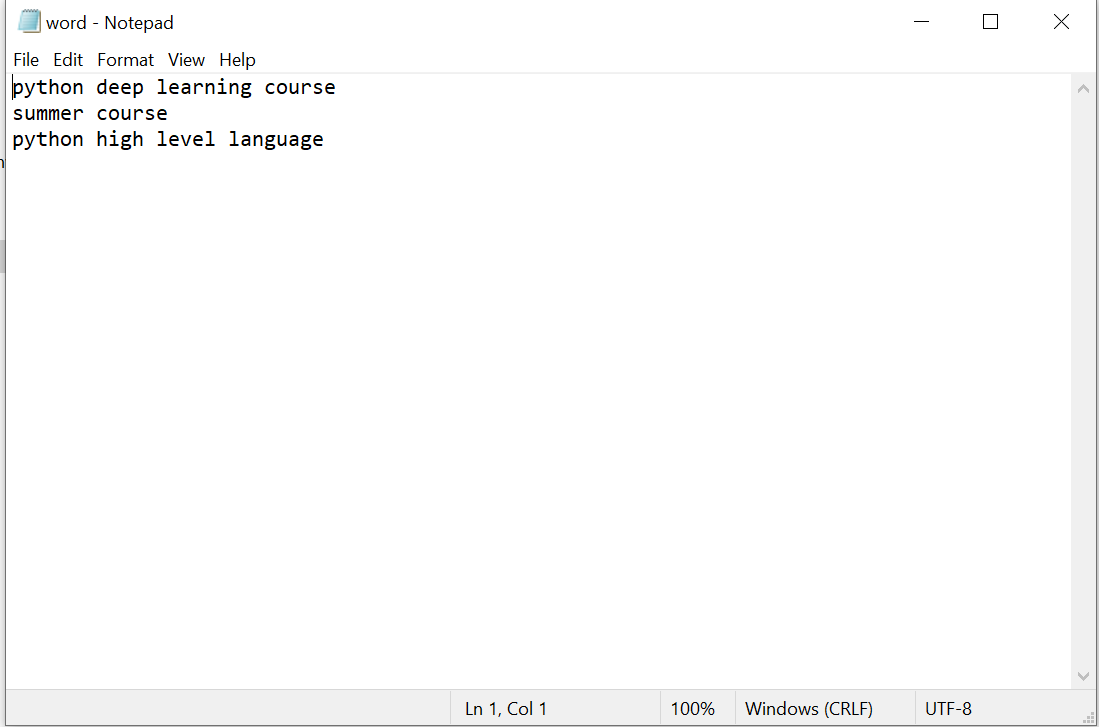 word - Notepad
File Edit Format View Help
python deep learning course
summer course
python high level language
Ln 1, Col 1 100% Windows (CRLF) UTF-8